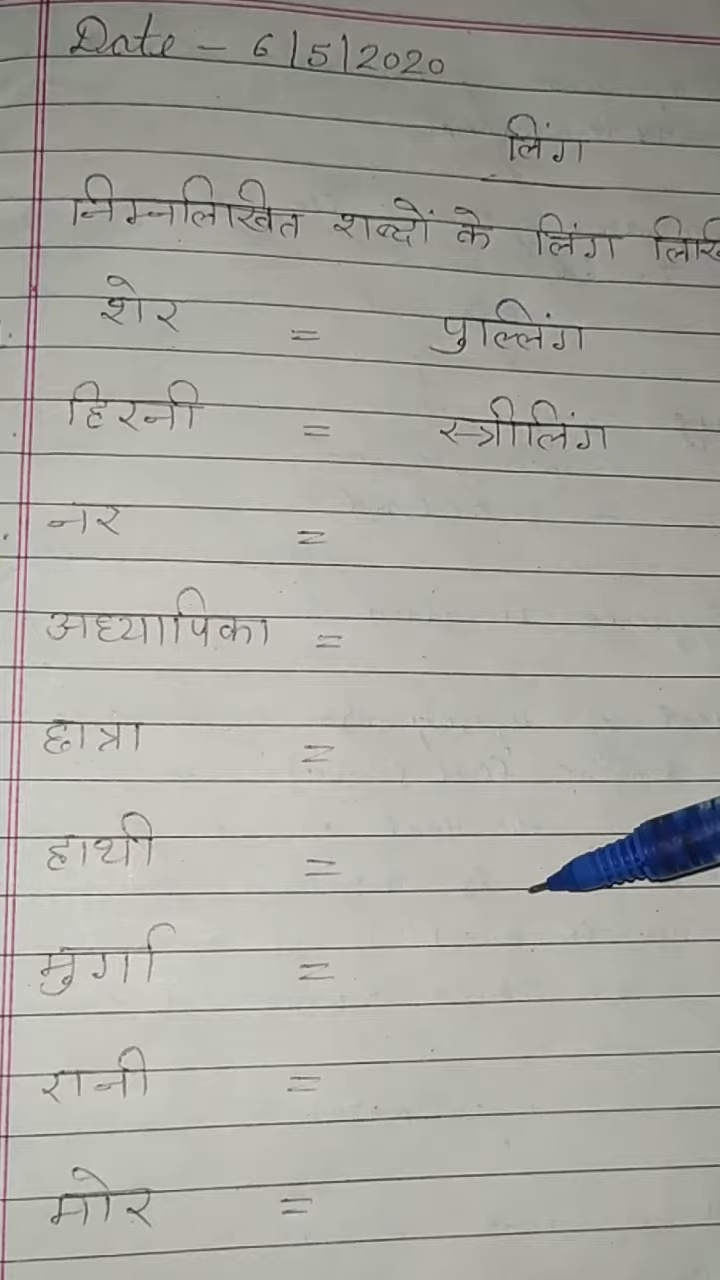 Date - 6/5/2020
लिंग
निम्नलिखित शब्दों के लिंग
शेर = पुल्लिंग
हिरनी = स्त्रीलिंग
नर =
अध्यापिका =
छात्रा =
हाथी =
मुर्गा =
रानी =
मोर =